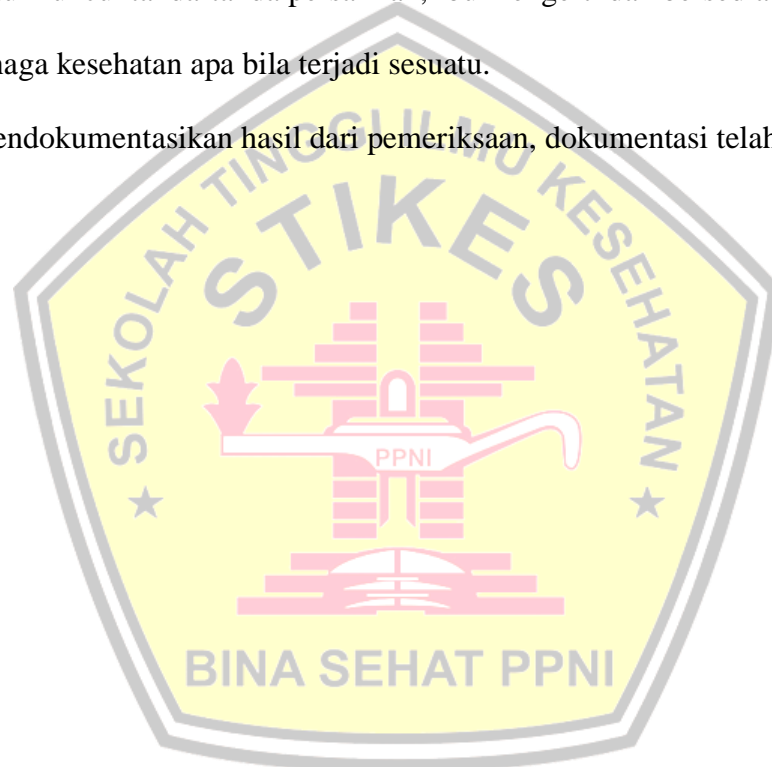 tanda
naga kesehatan apa bila terjadi sesuatu.
endokumentasikan hasil dari pemeriksaan, dokumentasi telah
SEKOLAH TINGGI ILMU KESEHATAN
STIKES
PPNI
BINA SEHAT PPNI